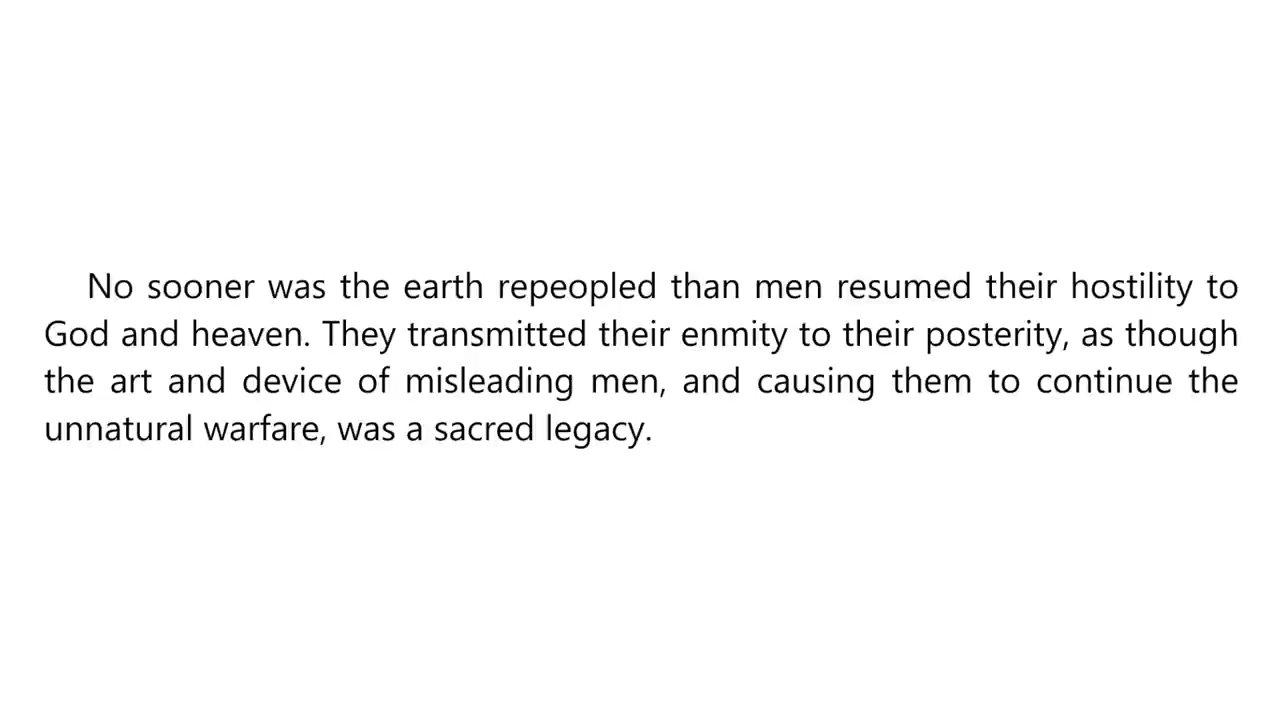 No sooner was the earth repeopled than men resumed their hostility to
God and heaven. They transmitted their enmity to their posterity, as though
the art and device of misleading men, and causing them to continue the
unnatural warfare, was a sacred legacy.